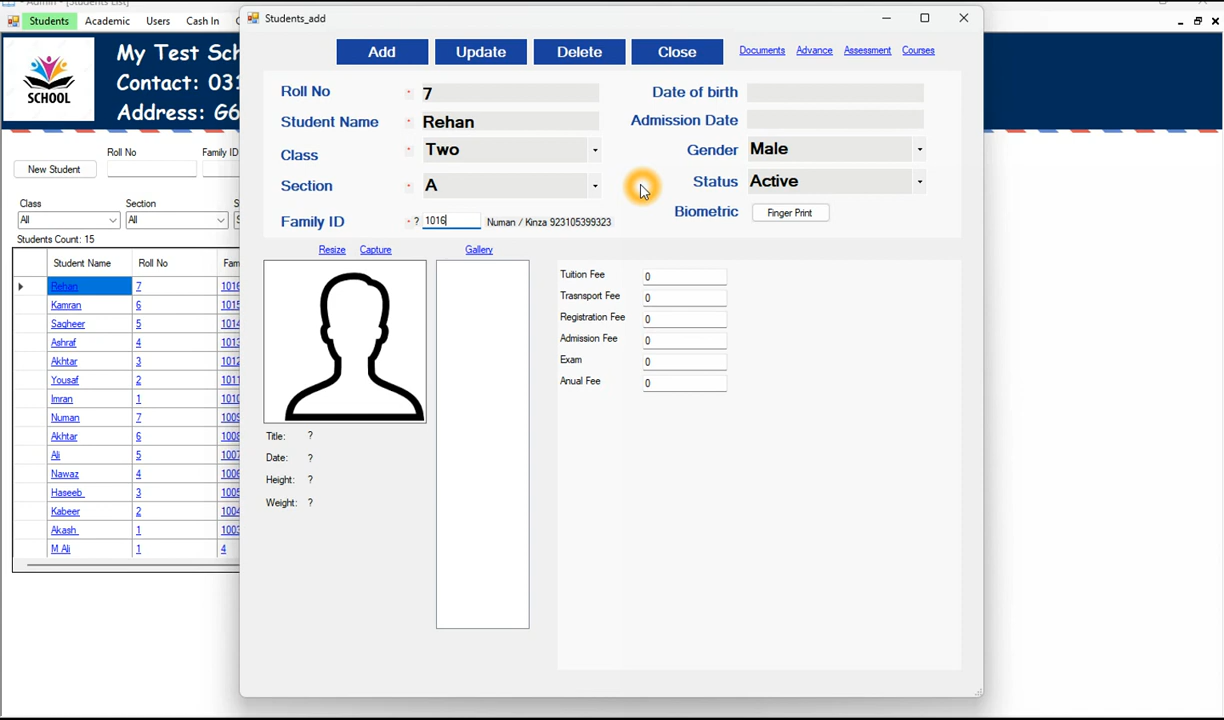 Admin - [Students List]
Students_add
Students Academic Users Cash In
SCHOOL
My Test Sch
Contact: 031
Address: G6
Add Update Delete Close Documents Advance Assessment Courses
Roll No * 7
Date of birth
Student Name * Rehan
Admission Date
Class * Two
Gender Male
Section * A
Status Active
Family ID *? 1016 Numan / Kinza 923105399323
Biometric Finger Print
Roll No Family ID
New Student
Class Section S
All All S
Students Count: 15
Student Name Roll No Fam
Rehan 7 1016
Kamran 6 1015
Sagheer 5 1014
Ashraf 4 1013
Akhtar 3 1012
Yousaf 2 1011
Imran 1 1010
Numan 7 1009
Akhtar 6 1008
Ali 5 1007
Nawaz 4 1006
Haseeb 3 1005
Kabeer 2 1004
Akash 1 1003
M Ali 1 4
Resize Capture Gallery
Title: ?
Date: ?
Height: ?
Weight: ?
Tuition Fee 0
Trasnsport Fee 0
Registration Fee 0
Admission Fee 0
Exam 0
Anual Fee 0